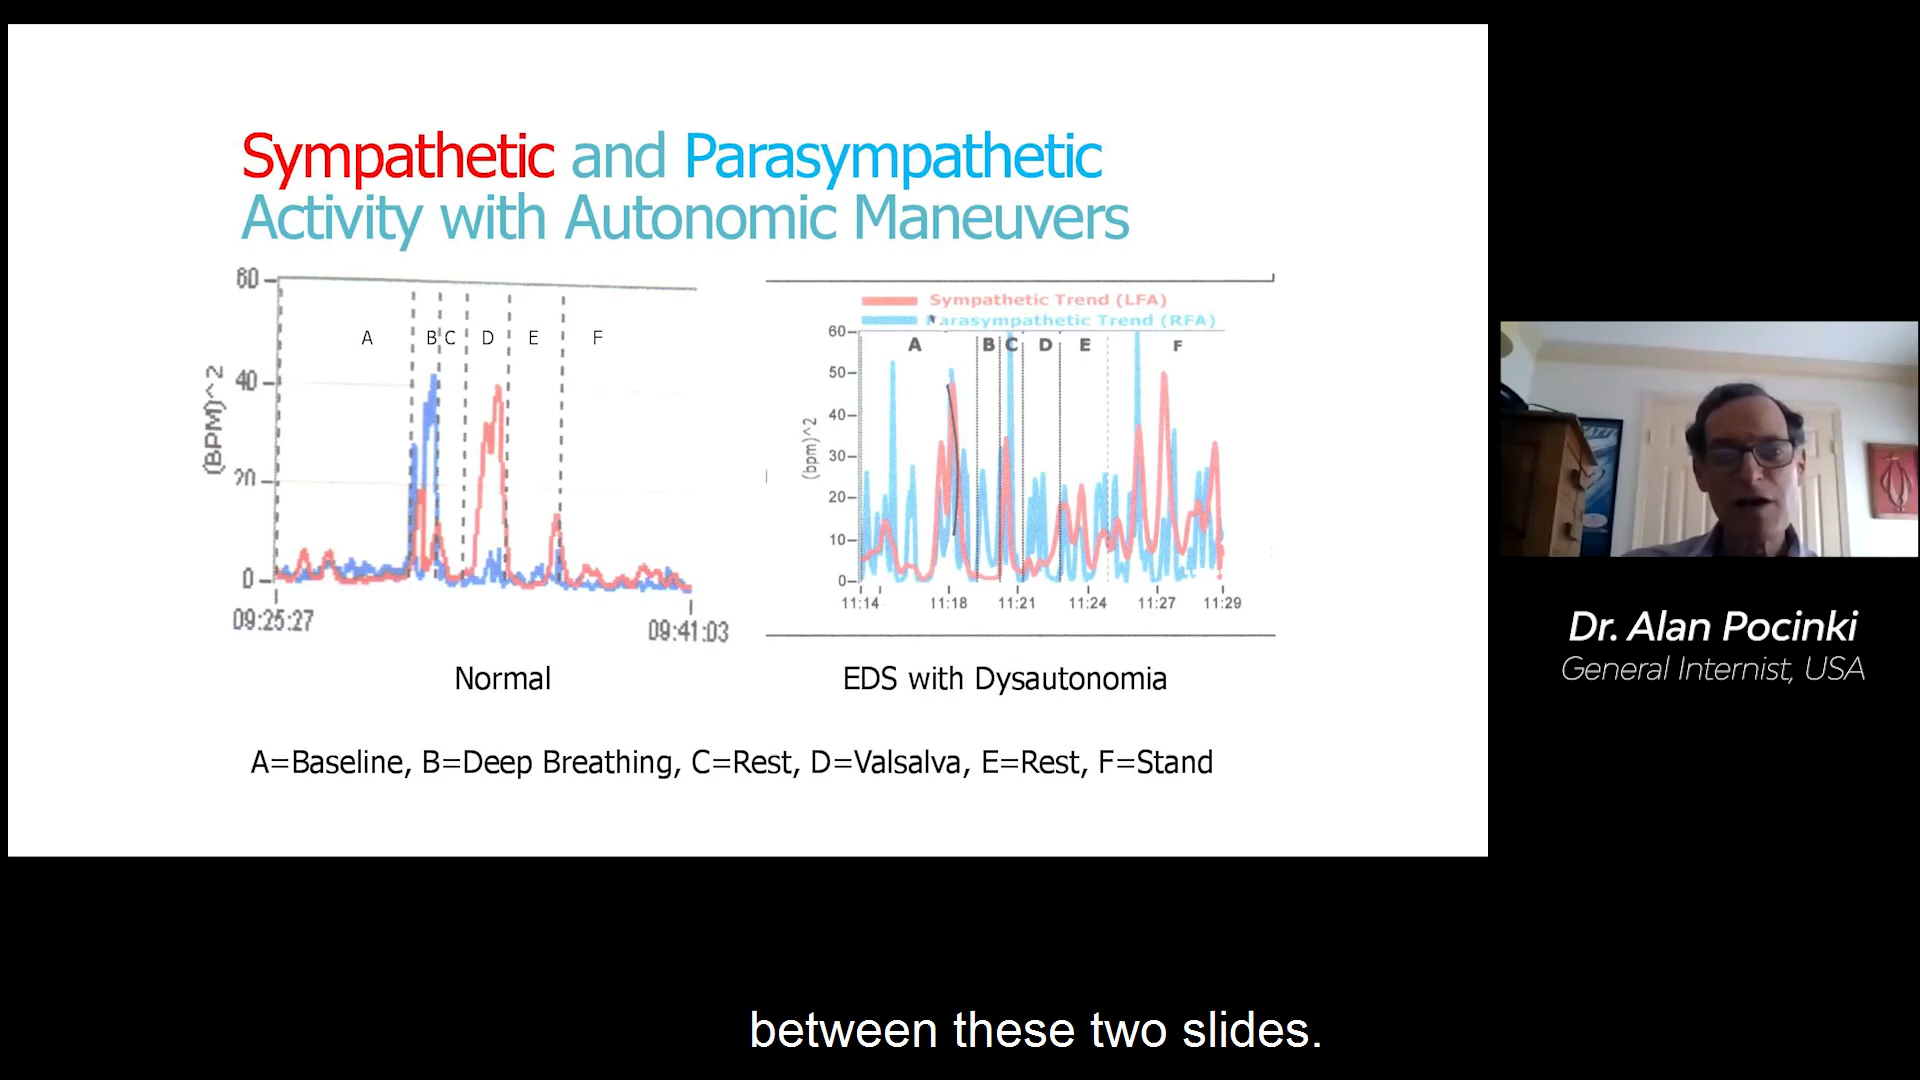 Sympathetic and Parasympathetic
Activity with Autonomic Maneuvers
60
40
20
0
(BPM)^2
A B C D E F
09:25:27
09:41:03
Normal
Sympathetic Trend (LFA)
arasympathetic Trend (RFA)
60
50
40
30
20
10
0
(bpm)^2
A B C D E F
11:14 11:18 11:21 11:24 11:27 11:29
EDS with Dysautonomia
A=Baseline, B=Deep Breathing, C=Rest, D=Valsalva, E=Rest, F=Stand
Dr. Alan Pocinki
General Internist, USA
between these two slides.